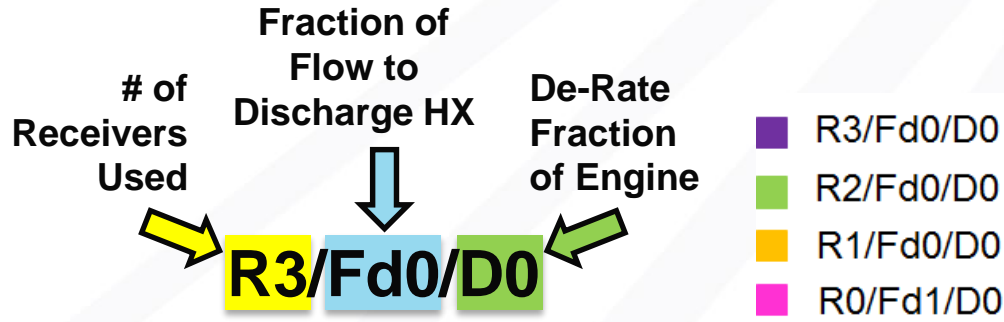 # of
Receivers
Used
Fraction of
Flow to
Discharge HX
De-Rate
Fraction
of Engine
R3/Fd0/D0
R3/Fd0/D0
R2/Fd0/D0
R1/Fd0/D0
R0/Fd1/D0